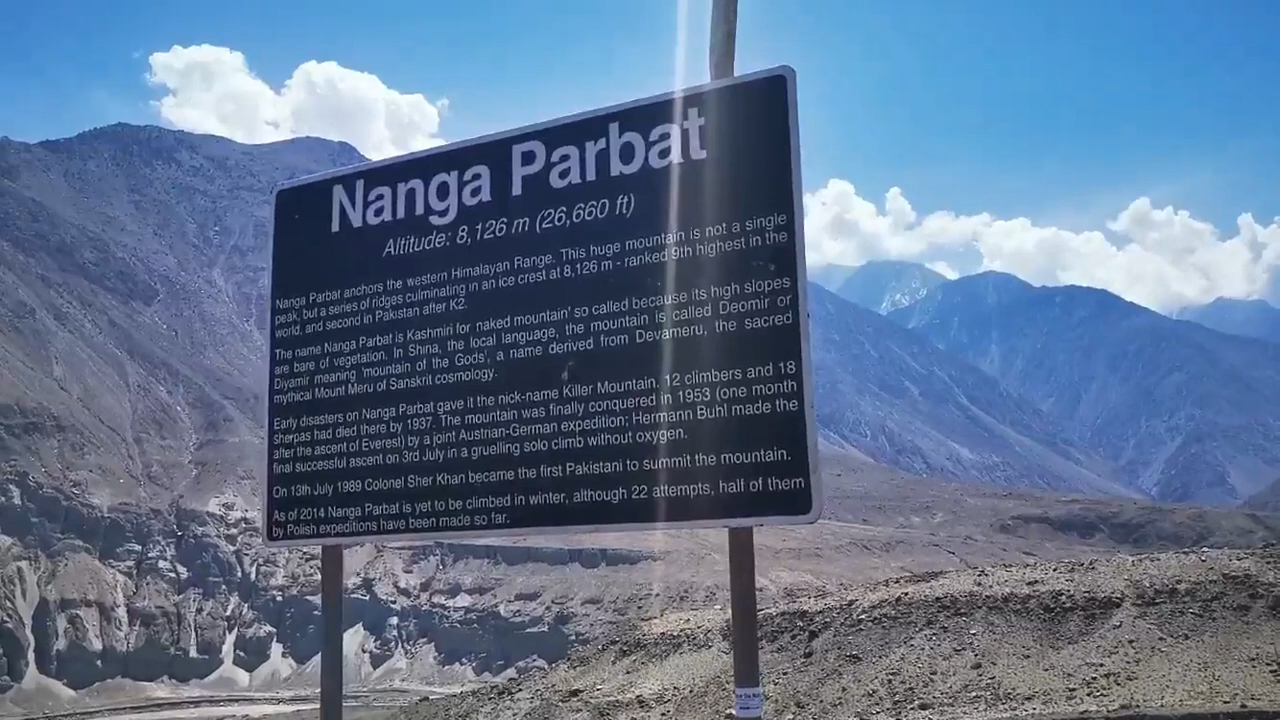 Nanga Parbat
Altitude: 8,126 m (26,660 ft)
Nanga Parbat anchors the western Himalayan Range. This huge mountain is not a single
peak, but a series of ridges culminating in an ice crest at 8,126 m - ranked 9th highest in the
world, and second in Pakistan after K2.
The name Nanga Parbat is Kashmiri for 'naked mountain' so called because its high slopes
are bare of vegetation. In Shina, the local language, the mountain is called Deomir or
Diyamir meaning 'mountain of the Gods', a name derived from Devameru, the sacred
mythical Mount Meru of Sanskrit cosmology.
Early disasters on Nanga Parbat gave it the nick-name Killer Mountain. 12 climbers and 18
sherpas had died there by 1937. The mountain was finally conquered in 1953 (one month
after the ascent of Everest) by a joint Austrian-German expedition; Hermann Buhl made the
final successful ascent on 3rd July in a gruelling solo climb without oxygen.
On 13th July 1989 Colonel Sher Khan became the first Pakistani to summit the mountain.
As of 2014 Nanga Parbat is yet to be climbed in winter, although 22 attempts, half of them
by Polish expeditions have been made so far.